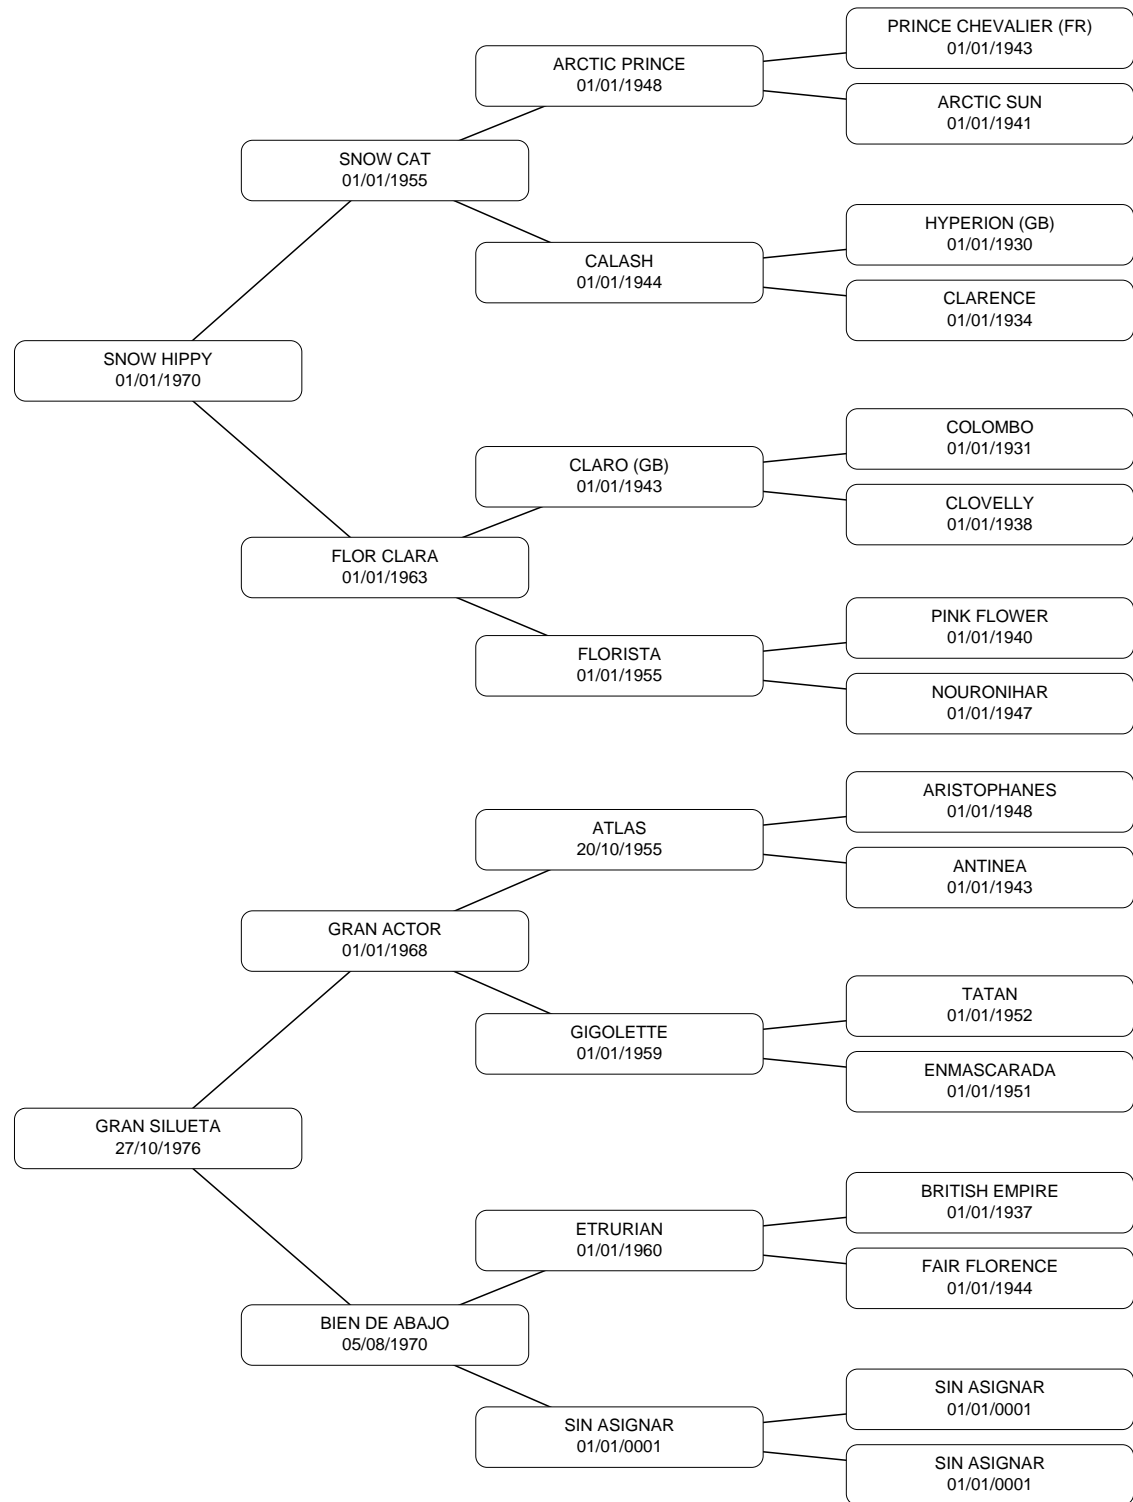 PRINCE CHEVALIER (FR)
01/01/1943
ARCTIC PRINCE
01/01/1948
ARCTIC SUN
01/01/1941
SNOW CAT
01/01/1955
HYPERION (GB)
01/01/1930
CALASH
01/01/1944
CLARENCE
01/01/1934
SNOW HIPPY
01/01/1970
COLOMBO
01/01/1931
CLARO (GB)
01/01/1943
CLOVELLY
01/01/1938
FLOR CLARA
01/01/1963
PINK FLOWER
01/01/1940
FLORISTA
01/01/1955
NOURONIHAR
01/01/1947
ARISTOPHANES
01/01/1948
ATLAS
20/10/1955
ANTINEA
01/01/1943
GRAN ACTOR
01/01/1968
TATAN
01/01/1952
GIGOLETTE
01/01/1959
ENMASCARADA
01/01/1951
GRAN SILUETA
27/10/1976
BRITISH EMPIRE
01/01/1937
ETRURIAN
01/01/1960
FAIR FLORENCE
01/01/1944
BIEN DE ABAJO
05/08/1970
SIN ASIGNAR
01/01/0001
SIN ASIGNAR
01/01/0001
SIN ASIGNAR
01/01/0001